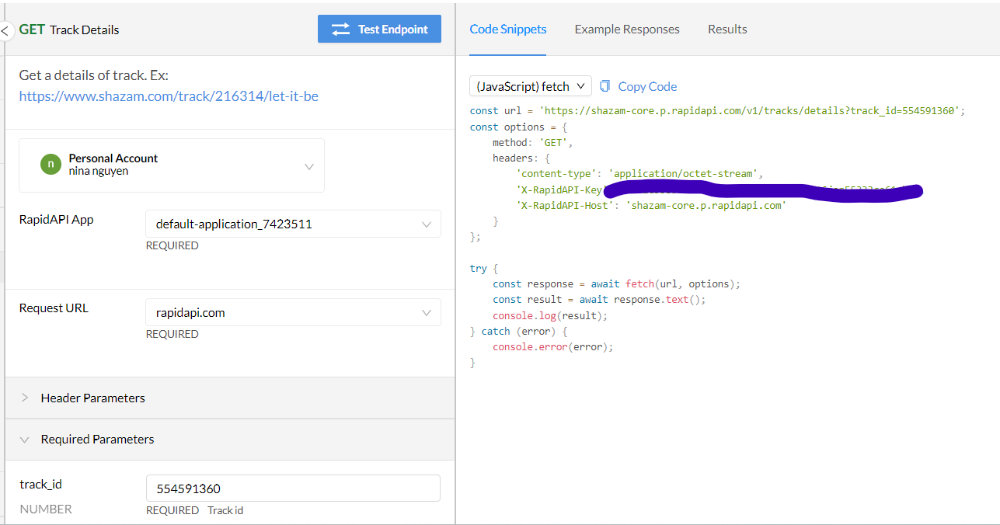 GET Track Details
Test Endpoint
Get a details of track. Ex:
https://www.shazam.com/track/216314/let-it-be
n
Personal Account
nina nguyen
RapidAPI App
default-application_7423511
REQUIRED
Request URL
rapidapi.com
REQUIRED
Header Parameters
Required Parameters
track_id
554591360
NUMBER
REQUIRED Track id
Code Snippets Example Responses Results
(JavaScript) fetch Copy Code
const url = 'https://shazam-core.p.rapidapi.com/v1/tracks/details?track_id=554591360';
const options = {
method: 'GET',
headers: {
'content-type': 'application/octet-stream',
'X-RapidAPI-Key
'X-RapidAPI-Host': 'shazam-core.p.rapidapi.com'
}
};
try {
const response = await fetch(url, options);
const result = await response.text();
console.log(result);
} catch (error) {
console.error(error);
}